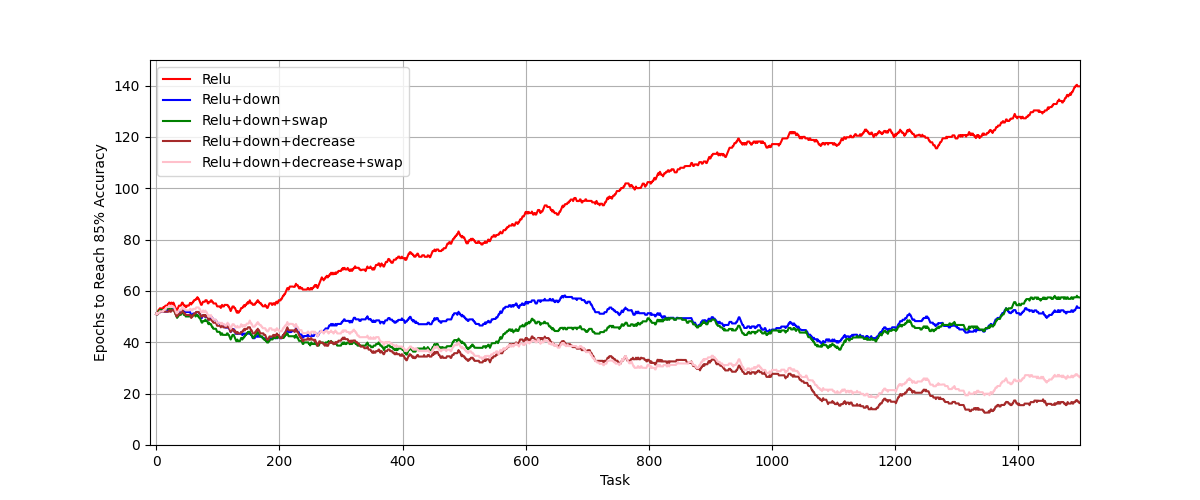 Relu
Relu+down
Relu+down+swap
Relu+down+decrease
Relu+down+decrease+swap
Epochs to Reach 85% Accuracy
140
120
100
80
60
40
20
0
0 200 400 600 800 1000 1200 1400
Task